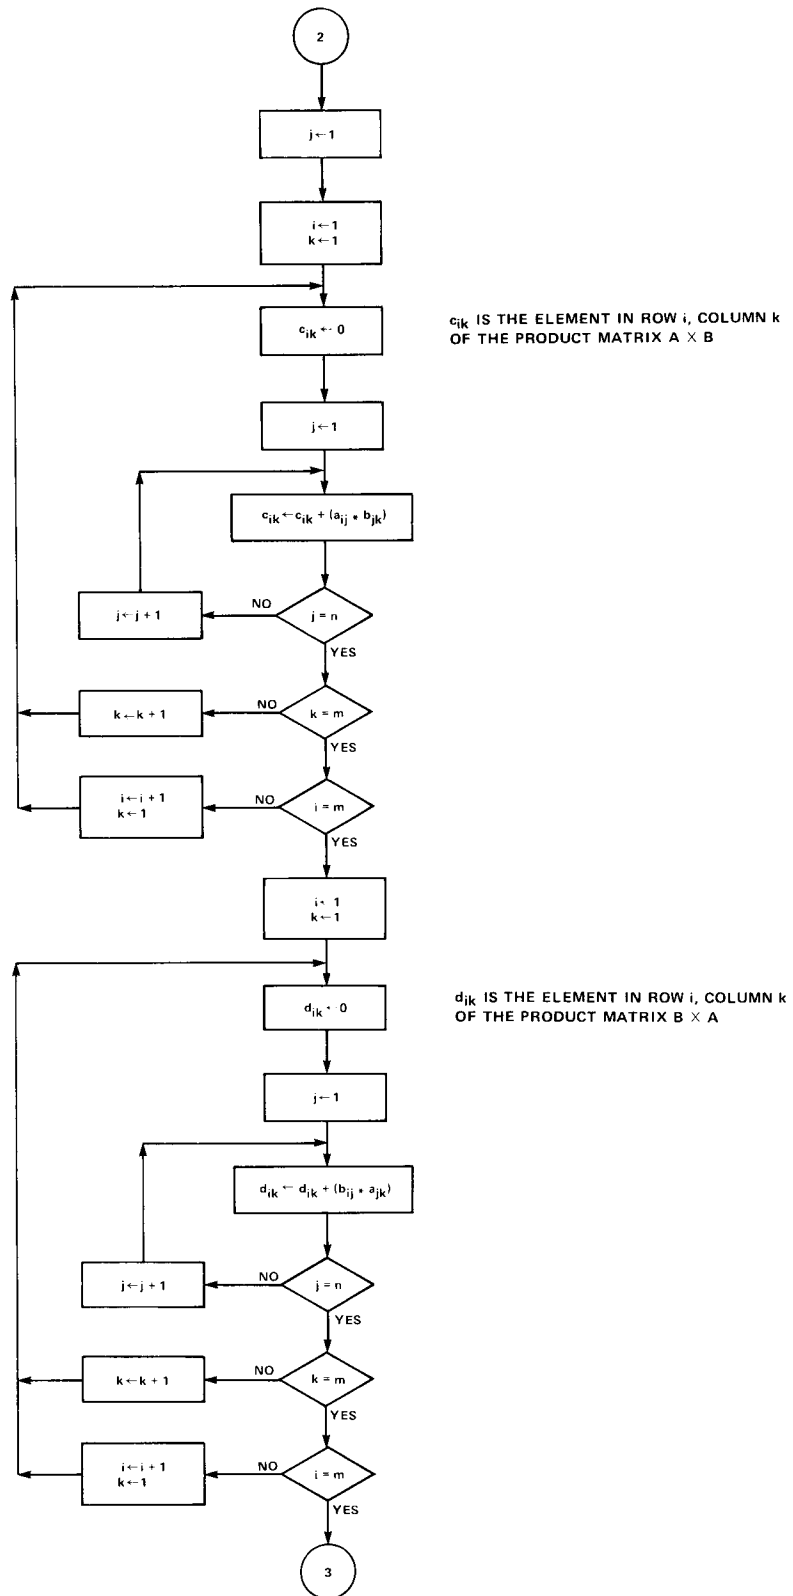 2
j ← 1
i ← 1
k ← 1
c_ik ← 0
c_ik IS THE ELEMENT IN ROW i, COLUMN k
OF THE PRODUCT MATRIX A × B
j ← 1
c_ik ← c_ik + (a_ij * b_jk)
j ← j + 1
NO
j = n
YES
k ← k + 1
NO
k = m
YES
i ← i + 1
k ← 1
NO
i = m
YES
i ← 1
k ← 1
d_ik ← 0
d_ik IS THE ELEMENT IN ROW i, COLUMN k
OF THE PRODUCT MATRIX B × A
j ← 1
d_ik ← d_ik + (b_ij * a_jk)
j ← j + 1
NO
j = n
YES
k ← k + 1
NO
k = m
YES
i ← i + 1
k ← 1
NO
i = m
YES
3